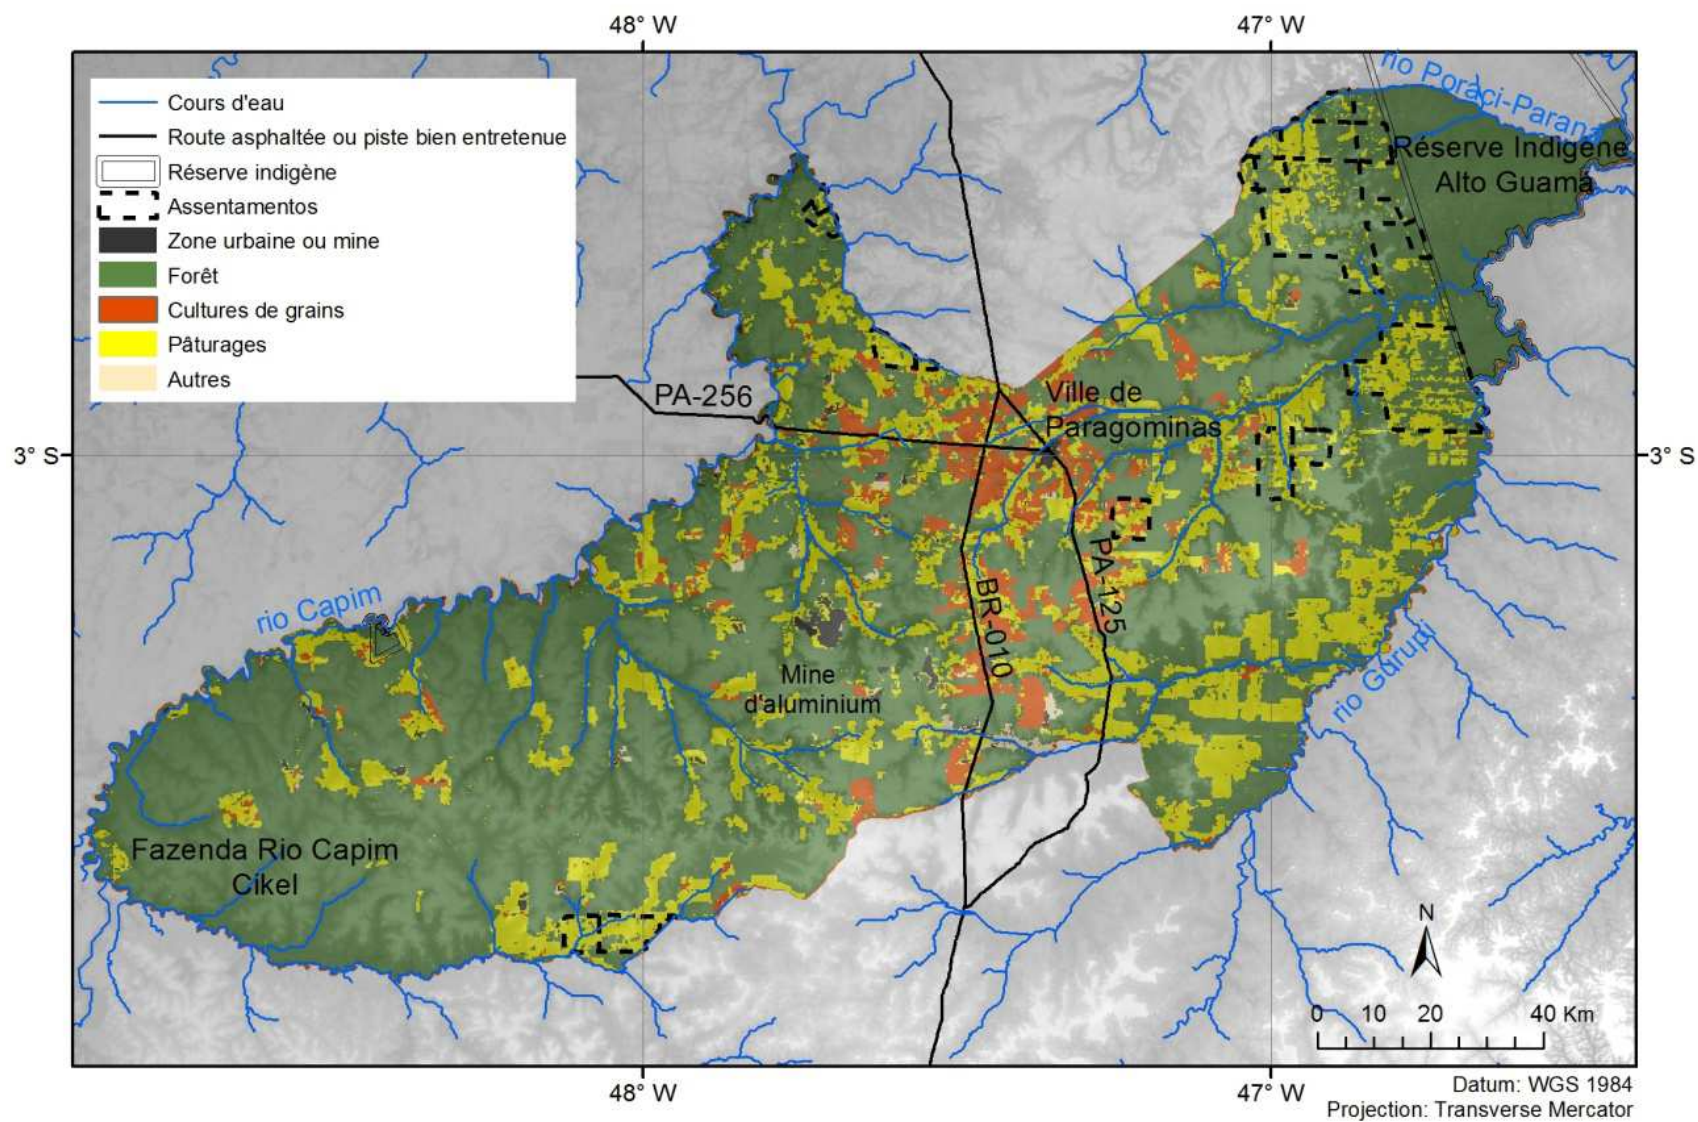 48° W
47° W
Cours d'eau
Route asphaltée ou piste bien entretenue
Réserve indigène
Assentamentos
Zone urbaine ou mine
Forêt
Cultures de grains
Pâturages
Autres
rio Poràci-Paraná
Réserve Indigène
Alto Guamá
PA-256
Ville de
Paragominas
3° S
3° S
PA-125
BR-010
rio Capim
Mine
d'aluminium
rio Gurupi
Fazenda Rio Capim
Cikel
N
0 10 20 40 Km
48° W
47° W
Datum: WGS 1984
Projection: Transverse Mercator